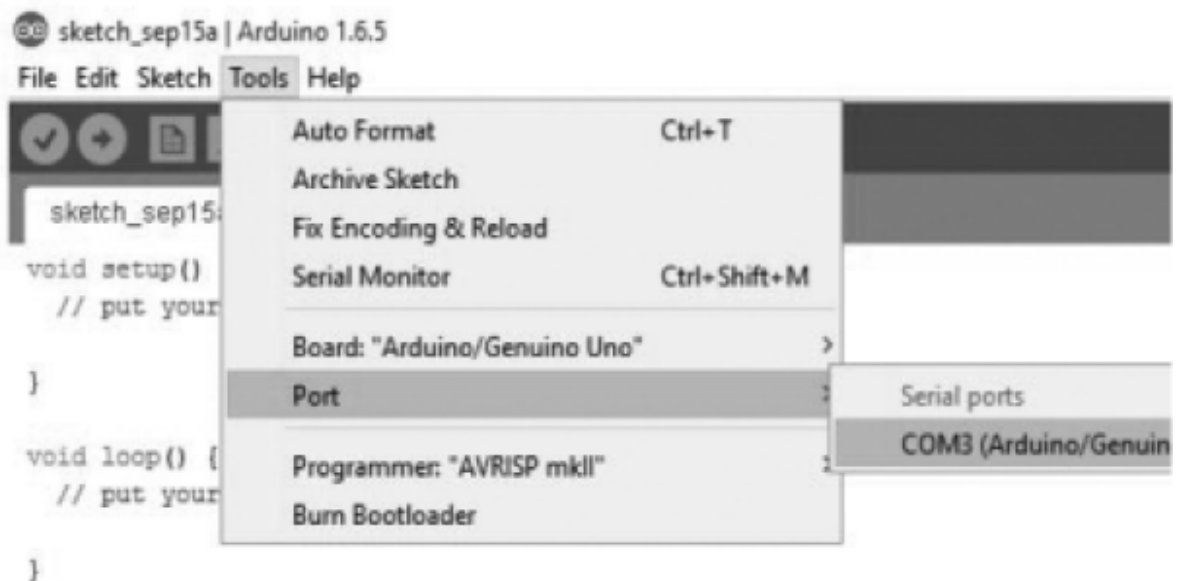 sketch_sep15a | Arduino 1.6.5
File Edit Sketch Tools Help
Auto Format Ctrl+T
Archive Sketch
sketch_sep15a
Fix Encoding & Reload
void setup()
Serial Monitor Ctrl+Shift+M
// put your
Board: "Arduino/Genuino Uno"
}
Port
Serial ports
COM3 (Arduino/Genuin
void loop() {
Programmer: "AVRISP mkII"
// put your
Burn Bootloader
}